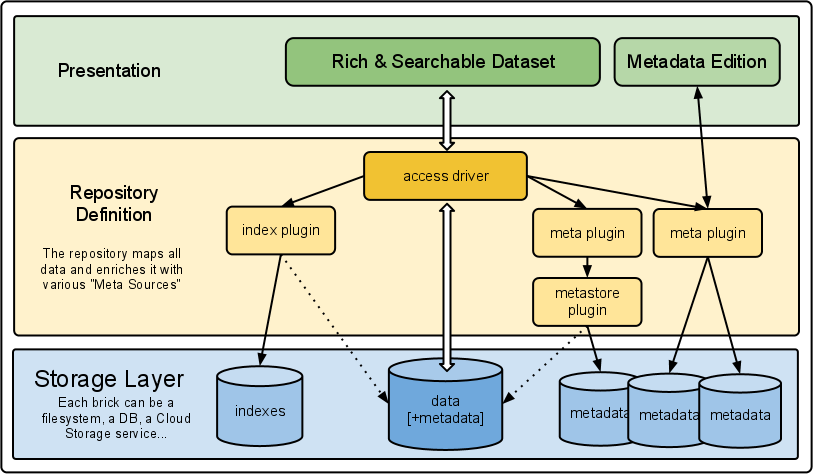 Presentation
Rich & Searchable Dataset
Metadata Edition
Repository
Definition
The repository maps all
data and enriches it with
various "Meta Sources"
access driver
index plugin
meta plugin
meta plugin
metastore
plugin
Storage Layer
Each brick can be a
filesystem, a DB, a Cloud
Storage service...
indexes
data
[+metadata]
metadata
metadata
metadata